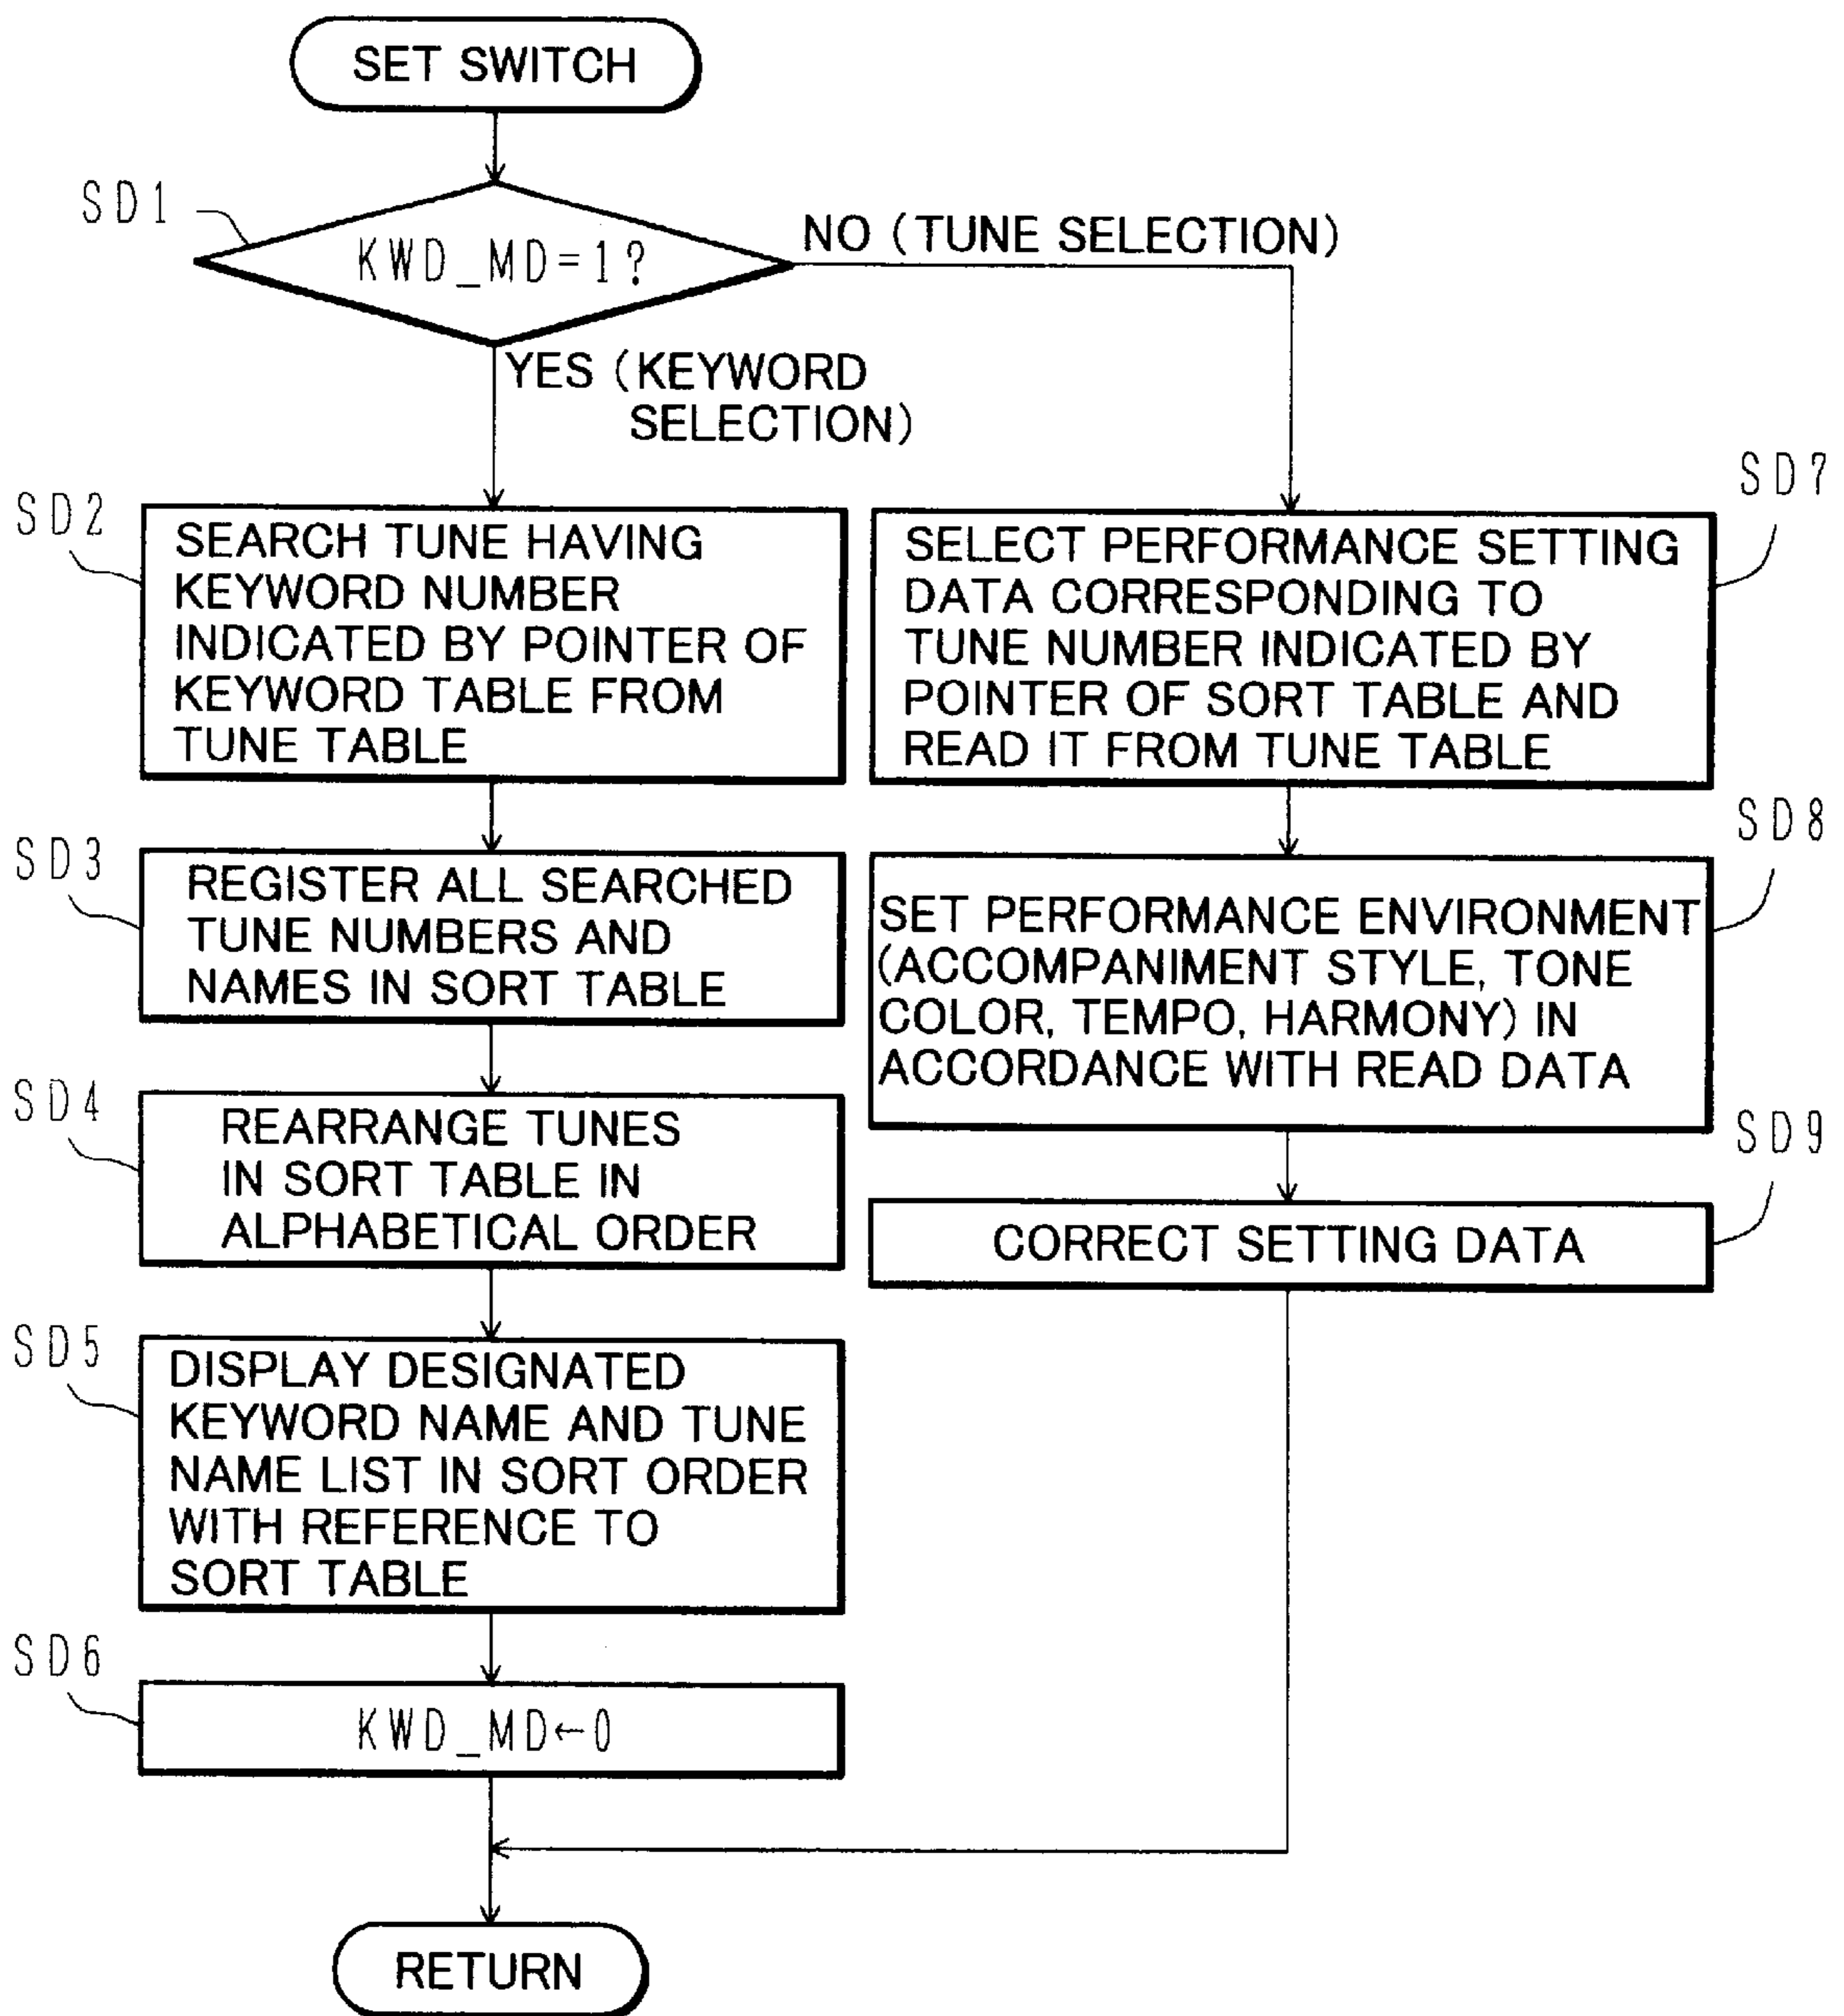 SET SWITCH
SD1
KWD_MD=1?
NO (TUNE SELECTION)
YES (KEYWORD
SELECTION)
SD2
SEARCH TUNE HAVING
KEYWORD NUMBER
INDICATED BY POINTER OF
KEYWORD TABLE FROM
TUNE TABLE
SD3
REGISTER ALL SEARCHED
TUNE NUMBERS AND
NAMES IN SORT TABLE
SD4
REARRANGE TUNES
IN SORT TABLE IN
ALPHABETICAL ORDER
SD5
DISPLAY DESIGNATED
KEYWORD NAME AND TUNE
NAME LIST IN SORT ORDER
WITH REFERENCE TO
SORT TABLE
SD6
KWD_MD←0
SD7
SELECT PERFORMANCE SETTING
DATA CORRESPONDING TO
TUNE NUMBER INDICATED BY
POINTER OF SORT TABLE AND
READ IT FROM TUNE TABLE
SD8
SET PERFORMANCE ENVIRONMENT
(ACCOMPANIMENT STYLE, TONE
COLOR, TEMPO, HARMONY) IN
ACCORDANCE WITH READ DATA
SD9
CORRECT SETTING DATA
RETURN